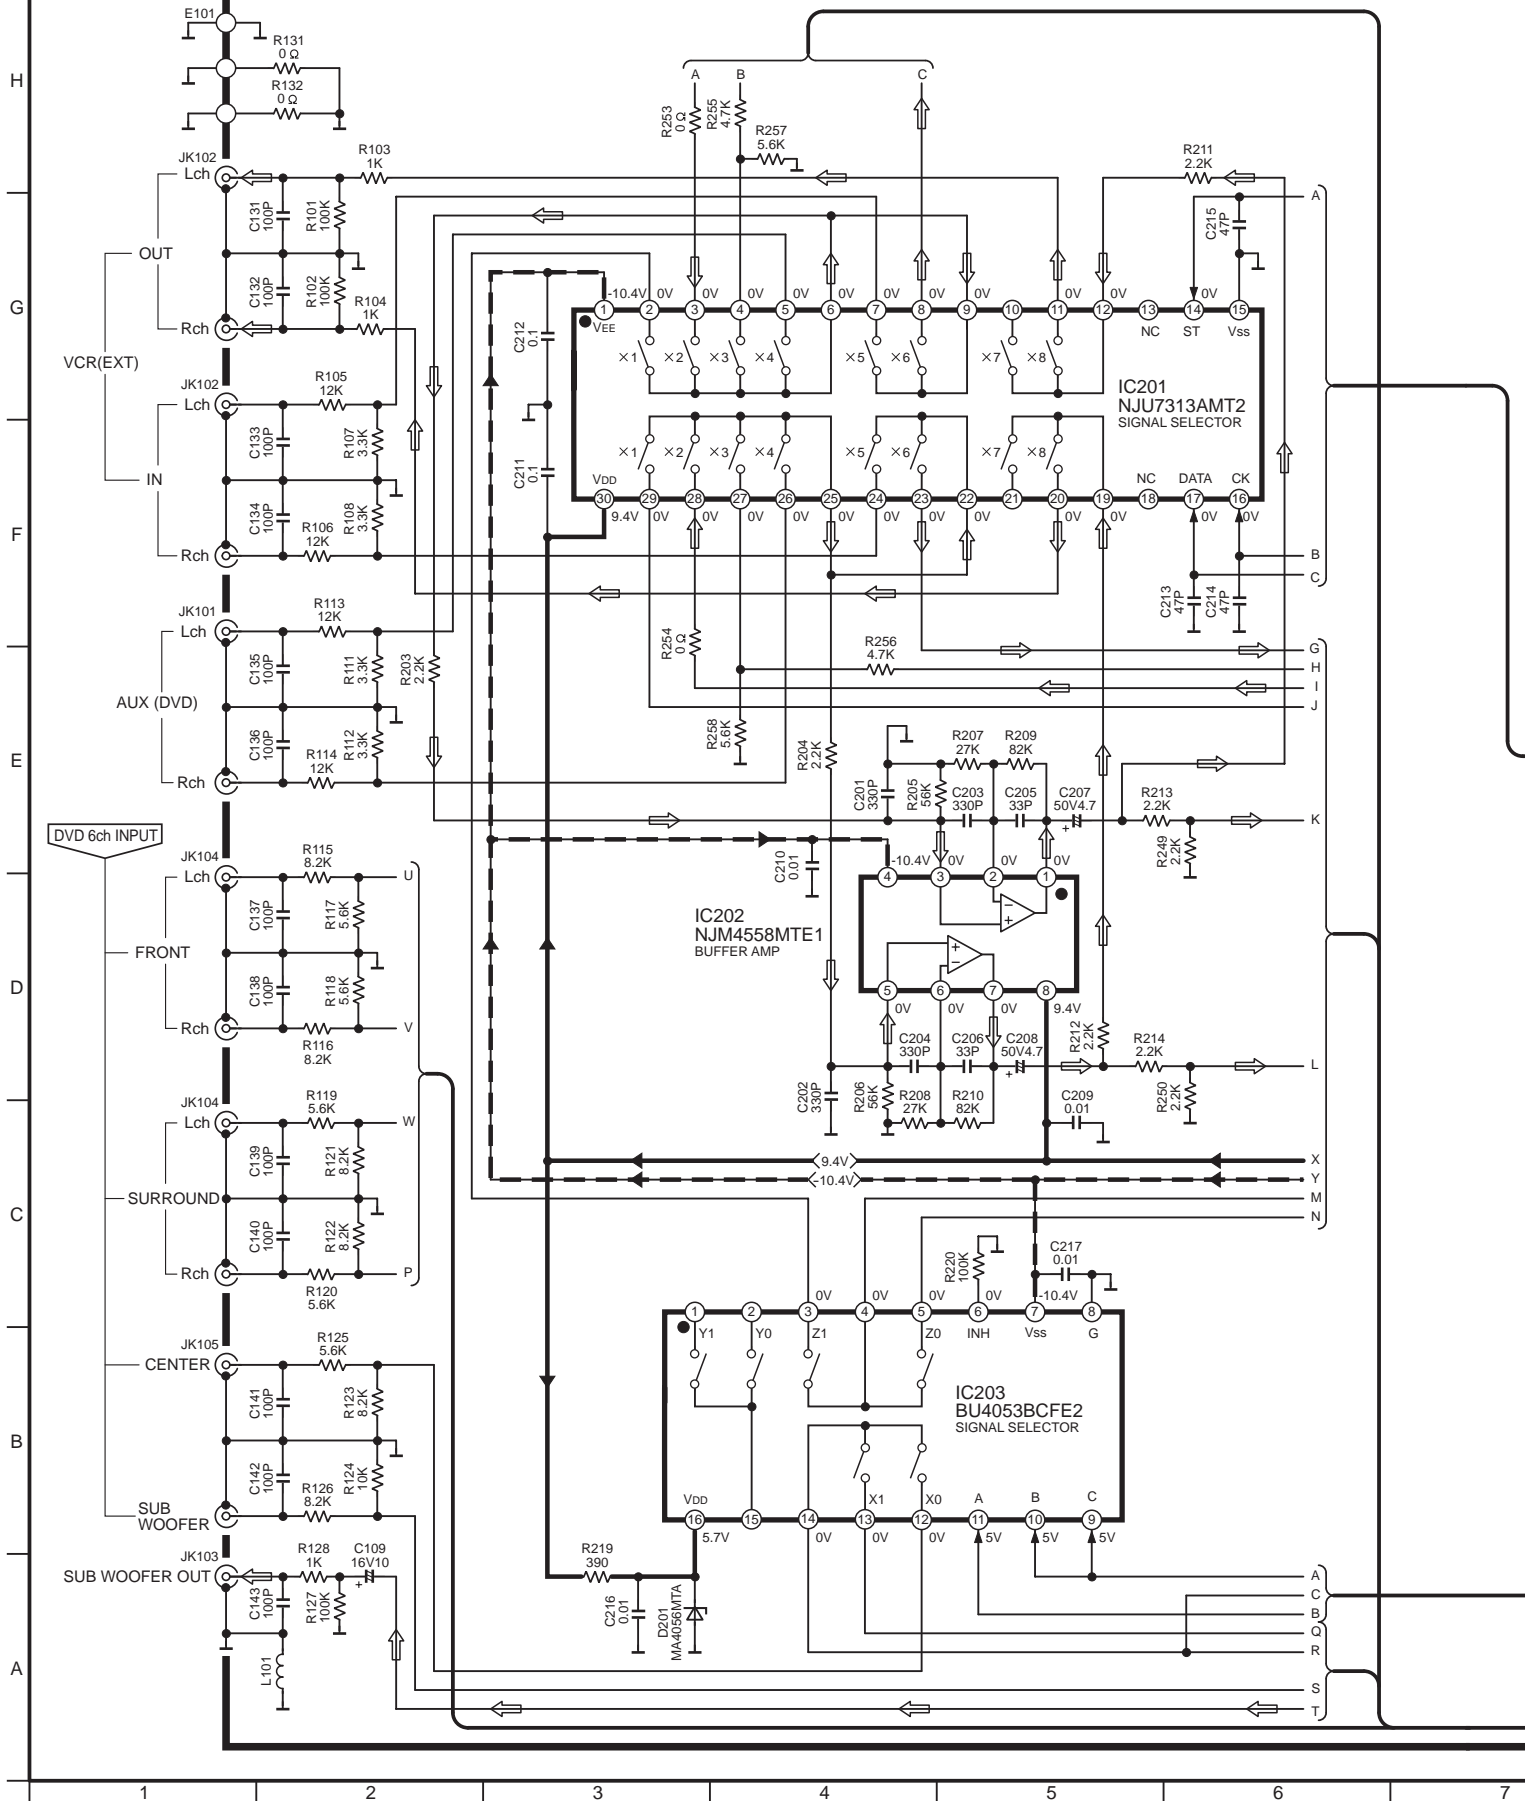 E101
R131
0 Ω
R132
0 Ω
H
A
B
C
R253
0 Ω
R255
4.7K
R257
5.6K
JK102
Lch
R103
1K
R211
2.2K
A
C131
100P
R101
100K
C215
47P
OUT
C132
100P
R102
100K
R104
1K
Rch
G
VCR(EXT)
-10.4V 0V 0V 0V 0V 0V 0V 0V 0V 0V 0V 0V
1 2 3 4 5 6 7 8 9 10 11 12 13 14 15
VEE
NC ST Vss
C212
0.1
×1 ×2 ×3 ×4 ×5 ×6 ×7 ×8
IC201
NJU7313AMT2
SIGNAL SELECTOR
JK102
Lch
R105
12K
C133
100P
R107
3.3K
IN
C134
100P
R108
3.3K
R106
12K
Rch
C211
0.1
×1 ×2 ×3 ×4 ×5 ×6 ×7 ×8
VDD
NC DATA CK
30 29 28 27 26 25 24 23 22 21 20 19 18 17 16
9.4V 0V 0V 0V 0V 0V 0V 0V 0V 0V 0V 0V 0V
F
B
C
C213
47P
C214
47P
JK101
Lch
R113
12K
C135
100P
R111
3.3K
R203
2.2K
AUX (DVD)
C136
100P
R112
3.3K
R114
12K
Rch
R254
0 Ω
R256
4.7K
G
H
I
J
R258
5.6K
R204
2.2K
E
C201
330P
R205
56K
R207
27K
R209
82K
C203
330P
C205
33P
C207
50V4.7
+
R213
2.2K
K
R249
2.2K
C210
0.01
-10.4V 0V 0V 0V
4 3 2 1
IC202
NJM4558MTE1
BUFFER AMP
−
+
+
−
5 6 7 8
0V 0V 0V 9.4V
DVD 6ch INPUT
JK104
Lch
R115
8.2K
U
C137
100P
R117
5.6K
FRONT
D
C138
100P
R118
5.6K
Rch
R116
8.2K
V
C204
330P
C206
33P
C208
50V4.7
+
R212
2.2K
R214
2.2K
L
C202
330P
R206
56K
R208
27K
R210
82K
C209
0.01
R250
2.2K
JK104
Lch
R119
5.6K
W
C139
100P
R121
8.2K
SURROUND
C140
100P
R122
8.2K
Rch
R120
5.6K
P
C
9.4V
X
-10.4V
Y
M
N
R220
100K
C217
0.01
0V 0V 0V 0V -10.4V
1 2 3 4 5 6 7 8
Y1 Y0 Z1 Z0 INH Vss G
IC203
BU4053BCFE2
SIGNAL SELECTOR
VDD X1 X0 A B C
16 15 14 13 12 11 10 9
5.7V 0V 0V 0V 5V 5V 5V
JK105
CENTER
R125
5.6K
C141
100P
R123
8.2K
B
C142
100P
R124
10K
R126
8.2K
SUB
WOOFER
JK103
SUB WOOFER OUT
R128
1K
C109
16V10
+
C143
100P
R127
100K
L101
R219
390
C216
0.01
D201
MA4056MTA
A
C
B
Q
R
S
T
A
1 2 3 4 5 6 7